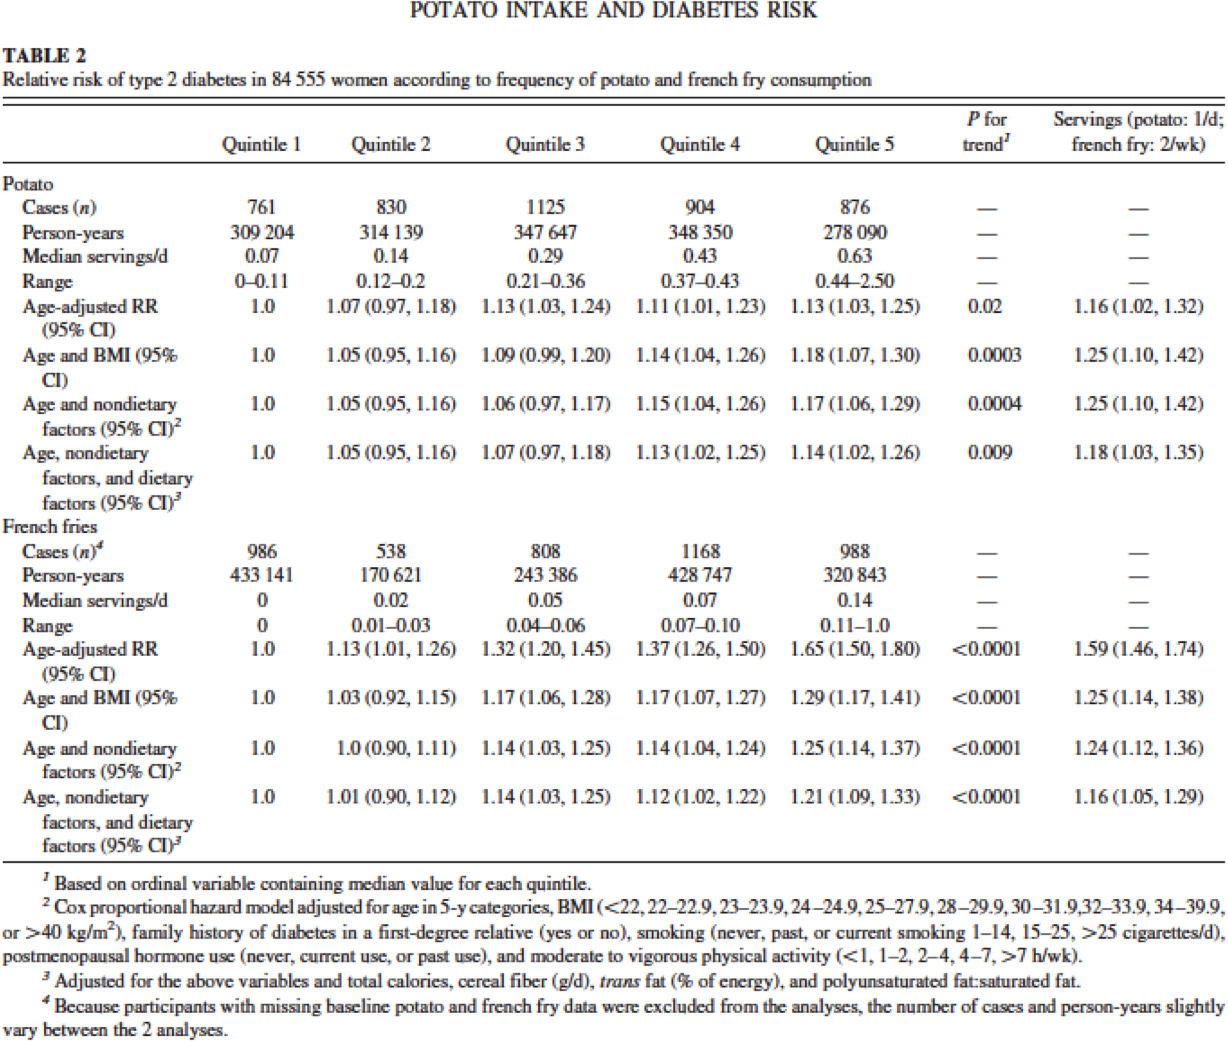 POTATO INTAKE AND DIABETES RISK
TABLE 2
Relative risk of type 2 diabetes in 84 555 women according to frequency of potato and french fry consumption
P for Servings (potato: 1/d;
Quintile 1 Quintile 2 Quintile 3 Quintile 4 Quintile 5 trend1 french fry: 2/wk)
Potato
Cases (n) 761 830 1125 904 876 — —
Person-years 309 204 314 139 347 647 348 350 278 090 — —
Median servings/d 0.07 0.14 0.29 0.43 0.63 — —
Range 0–0.11 0.12–0.2 0.21–0.36 0.37–0.43 0.44–2.50 — —
Age-adjusted RR 1.0 1.07 (0.97, 1.18) 1.13 (1.03, 1.24) 1.11 (1.01, 1.23) 1.13 (1.03, 1.25) 0.02 1.16 (1.02, 1.32)
(95% CI)
Age and BMI (95% 1.0 1.05 (0.95, 1.16) 1.09 (0.99, 1.20) 1.14 (1.04, 1.26) 1.18 (1.07, 1.30) 0.0003 1.25 (1.10, 1.42)
CI)
Age and nondietary 1.0 1.05 (0.95, 1.16) 1.06 (0.97, 1.17) 1.15 (1.04, 1.26) 1.17 (1.06, 1.29) 0.0004 1.25 (1.10, 1.42)
factors (95% CI)2
Age, nondietary 1.0 1.05 (0.95, 1.16) 1.07 (0.97, 1.18) 1.13 (1.02, 1.25) 1.14 (1.02, 1.26) 0.009 1.18 (1.03, 1.35)
factors, and dietary
factors (95% CI)3
French fries
Cases (n)4 986 538 808 1168 988 — —
Person-years 433 141 170 621 243 386 428 747 320 843 — —
Median servings/d 0 0.02 0.05 0.07 0.14 — —
Range 0 0.01–0.03 0.04–0.06 0.07–0.10 0.11–1.0 — —
Age-adjusted RR 1.0 1.13 (1.01, 1.26) 1.32 (1.20, 1.45) 1.37 (1.26, 1.50) 1.65 (1.50, 1.80) <0.0001 1.59 (1.46, 1.74)
(95% CI)
Age and BMI (95% 1.0 1.03 (0.92, 1.15) 1.17 (1.06, 1.28) 1.17 (1.07, 1.27) 1.29 (1.17, 1.41) <0.0001 1.25 (1.14, 1.38)
CI)
Age and nondietary 1.0 1.0 (0.90, 1.11) 1.14 (1.03, 1.25) 1.14 (1.04, 1.24) 1.25 (1.14, 1.37) <0.0001 1.24 (1.12, 1.36)
factors (95% CI)2
Age, nondietary 1.0 1.01 (0.90, 1.12) 1.14 (1.03, 1.25) 1.12 (1.02, 1.22) 1.21 (1.09, 1.33) <0.0001 1.16 (1.05, 1.29)
factors, and dietary
factors (95% CI)3
1 Based on ordinal variable containing median value for each quintile.
2 Cox proportional hazard model adjusted for age in 5-y categories, BMI (<22, 22–22.9, 23–23.9, 24–24.9, 25–27.9, 28–29.9, 30–31.9,32–33.9, 34–39.9,
or >40 kg/m2), family history of diabetes in a first-degree relative (yes or no), smoking (never, past, or current smoking 1–14, 15–25, >25 cigarettes/d),
postmenopausal hormone use (never, current use, or past use), and moderate to vigorous physical activity (<1, 1–2, 2–4, 4–7, >7 h/wk).
3 Adjusted for the above variables and total calories, cereal fiber (g/d), trans fat (% of energy), and polyunsaturated fat:saturated fat.
4 Because participants with missing baseline potato and french fry data were excluded from the analyses, the number of cases and person-years slightly
vary between the 2 analyses.